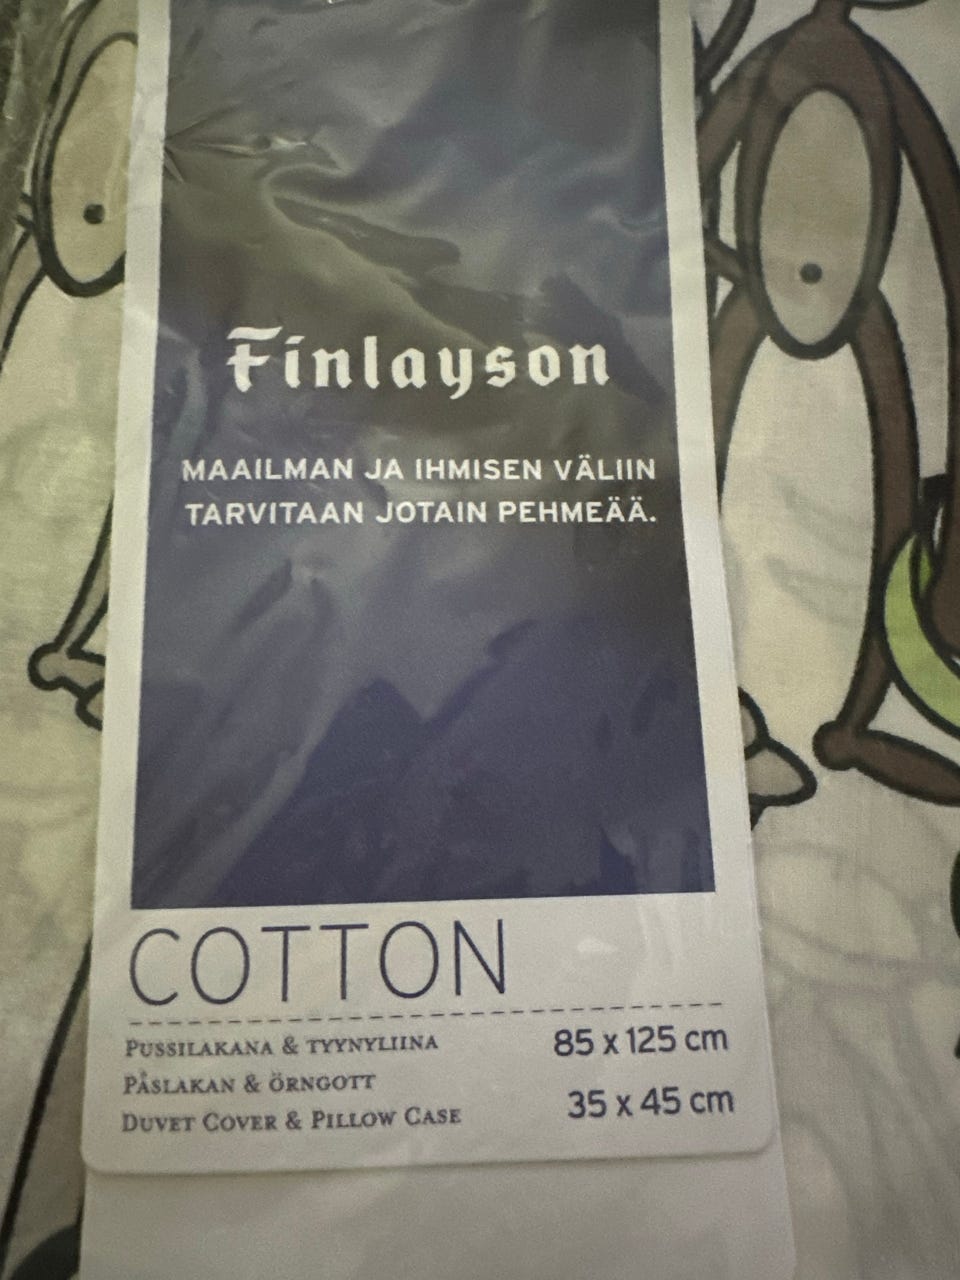 Finlayson
MAAILMAN JA IHMISEN VÄLIIN
TARVITAAN JOTAIN PEHMEÄÄ.
COTTON
PUSSILAKANA & TYYNYLIINA 85 x 125 cm
PÅSLAKAN & ÖRNGOTT
DUVET COVER & PILLOW CASE 35 x 45 cm